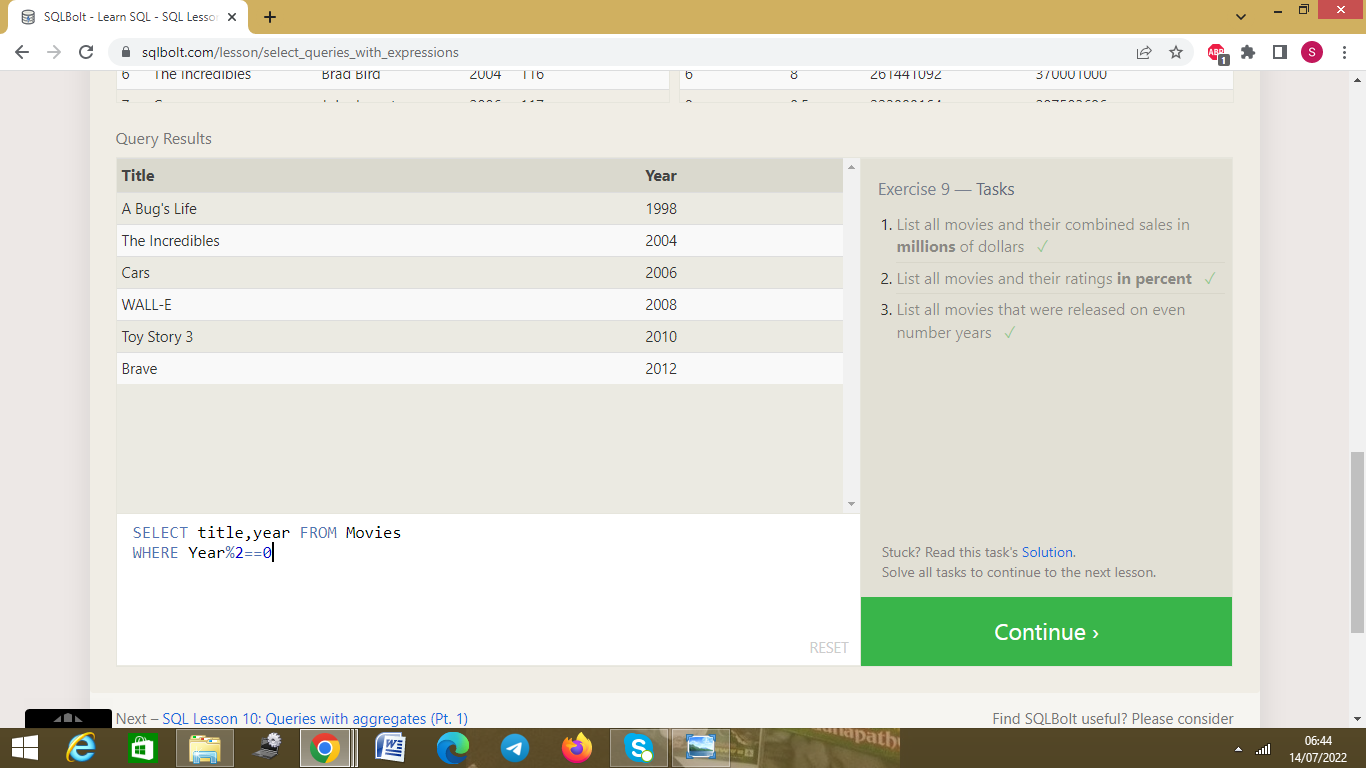 SQLBolt - Learn SQL - SQL Lesson
sqlbolt.com/lesson/select_queries_with_expressions
ABP 1 S
6 The Incredibles Brad Bird 2004 116 6 8 261441092 370001000
Query Results
Title Year
A Bug's Life 1998
The Incredibles 2004
Cars 2006
WALL-E 2008
Toy Story 3 2010
Brave 2012
Exercise 9 — Tasks
1. List all movies and their combined sales in
millions of dollars ✓
2. List all movies and their ratings in percent ✓
3. List all movies that were released on even
number years ✓
SELECT title,year FROM Movies
WHERE Year%2==0
RESET
Stuck? Read this task's Solution.
Solve all tasks to continue to the next lesson.
Continue ›
Next – SQL Lesson 10: Queries with aggregates (Pt. 1)
Find SQLBolt useful? Please consider
06:44
14/07/2022